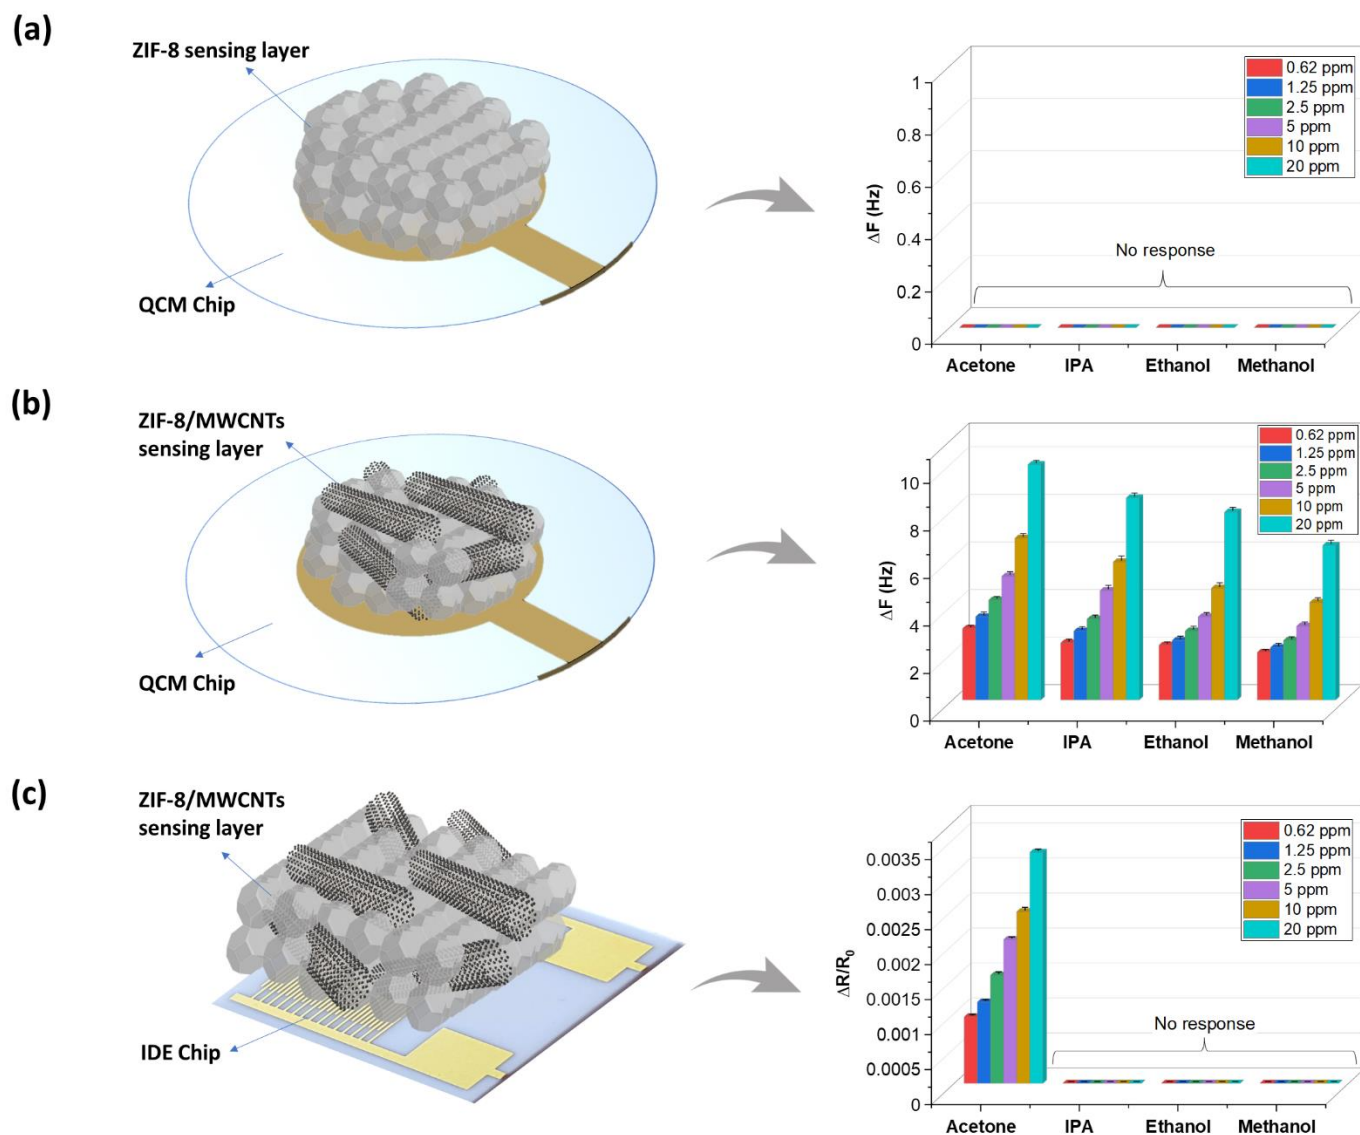 (a)
ZIF-8 sensing layer
QCM Chip
ΔF (Hz)
1
0.8
0.6
0.4
0.2
0
0.62 ppm
1.25 ppm
2.5 ppm
5 ppm
10 ppm
20 ppm
No response
Acetone IPA Ethanol Methanol
(b)
ZIF-8/MWCNTs
sensing layer
QCM Chip
ΔF (Hz)
10
8
6
4
2
0
0.62 ppm
1.25 ppm
2.5 ppm
5 ppm
10 ppm
20 ppm
Acetone IPA Ethanol Methanol
(c)
ZIF-8/MWCNTs
sensing layer
IDE Chip
ΔR/R₀
0.0035
0.003
0.0025
0.002
0.0015
0.001
0.0005
0
0.62 ppm
1.25 ppm
2.5 ppm
5 ppm
10 ppm
20 ppm
No response
Acetone IPA Ethanol Methanol